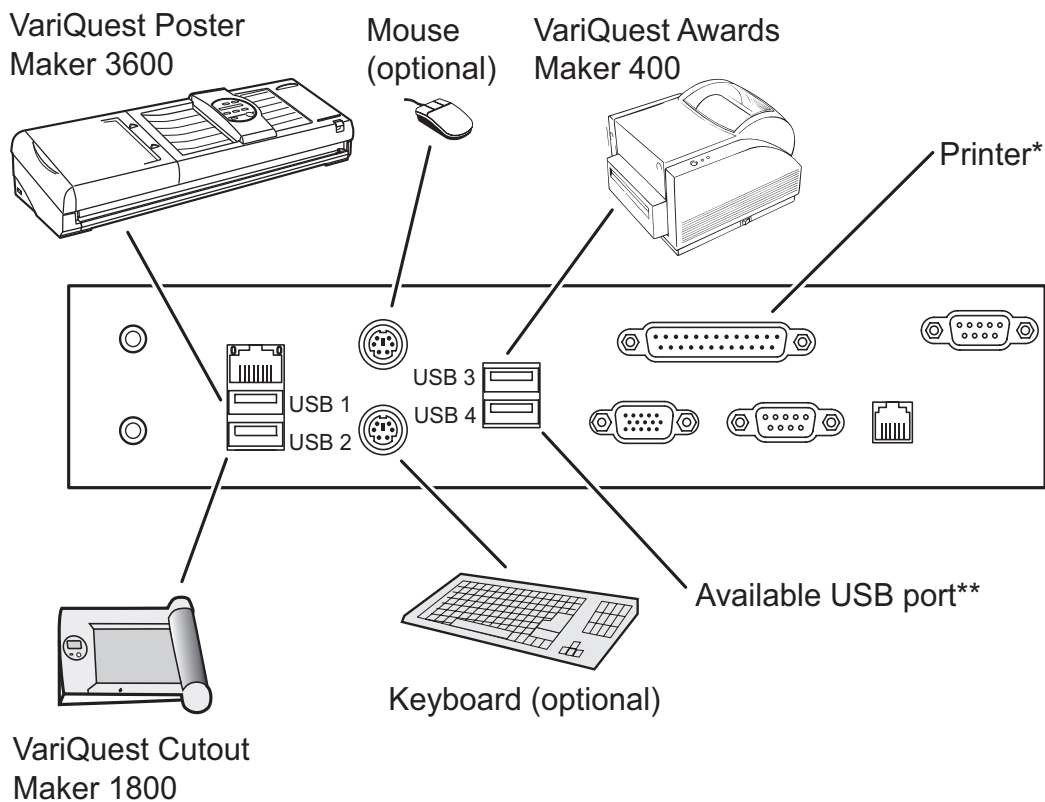 VariQuest Poster
Maker 3600
Mouse
(optional)
VariQuest Awards
Maker 400
Printer*
USB 1
USB 2
USB 3
USB 4
Available USB port**
Keyboard (optional)
VariQuest Cutout
Maker 1800